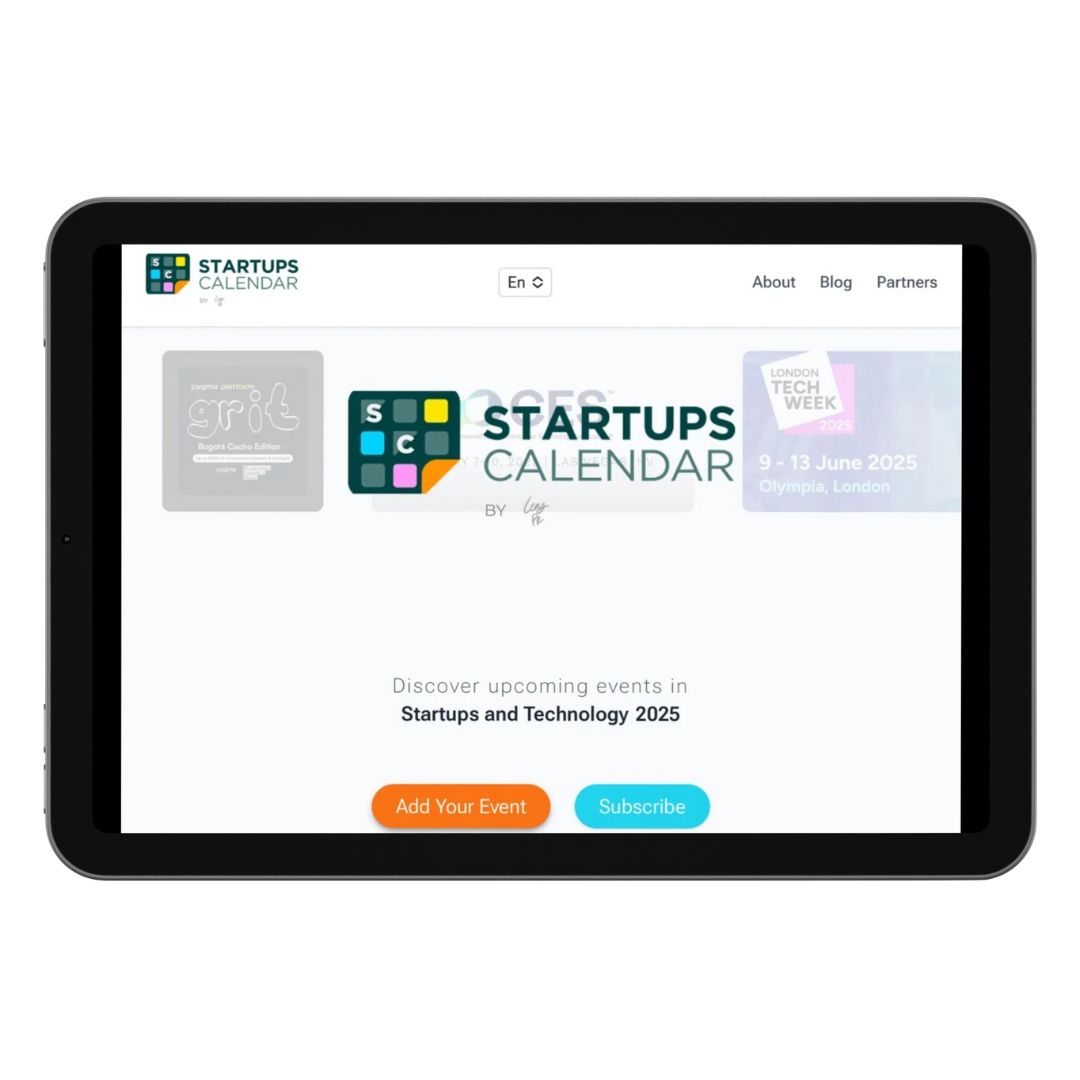 S
C
STARTUPS
CALENDAR
BY
En
About
Blog
Partners
pygma platform
grit
Bogotá Cacho Edition
pygma
CES
S
C
STARTUPS
CALENDAR
BY
LONDON
TECH
WEEK
2025
9 - 13 June 2025
Olympia, London
Discover upcoming events in
Startups and Technology 2025
Add Your Event
Subscribe